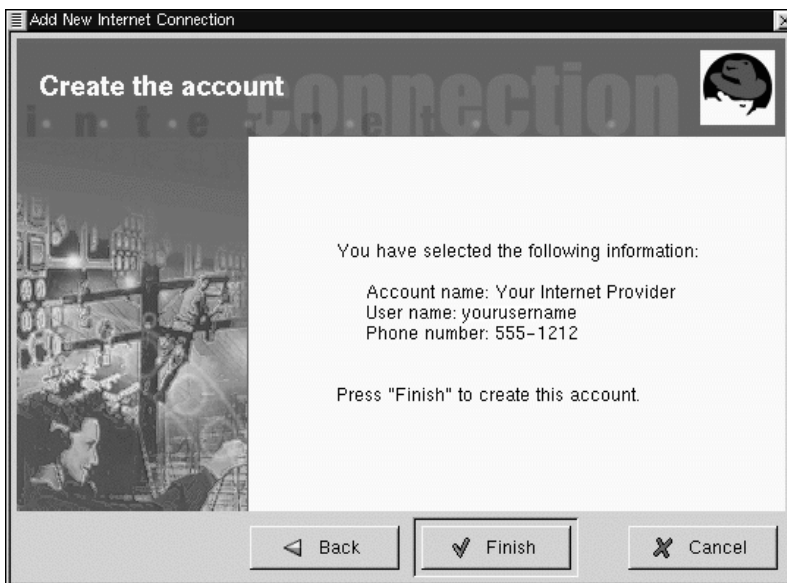 Add New Internet Connection
connection
Create the account
internet
You have selected the following information:
Account name: Your Internet Provider
User name: yourusername
Phone number: 555-1212
Press "Finish" to create this account.
Back
Finish
Cancel